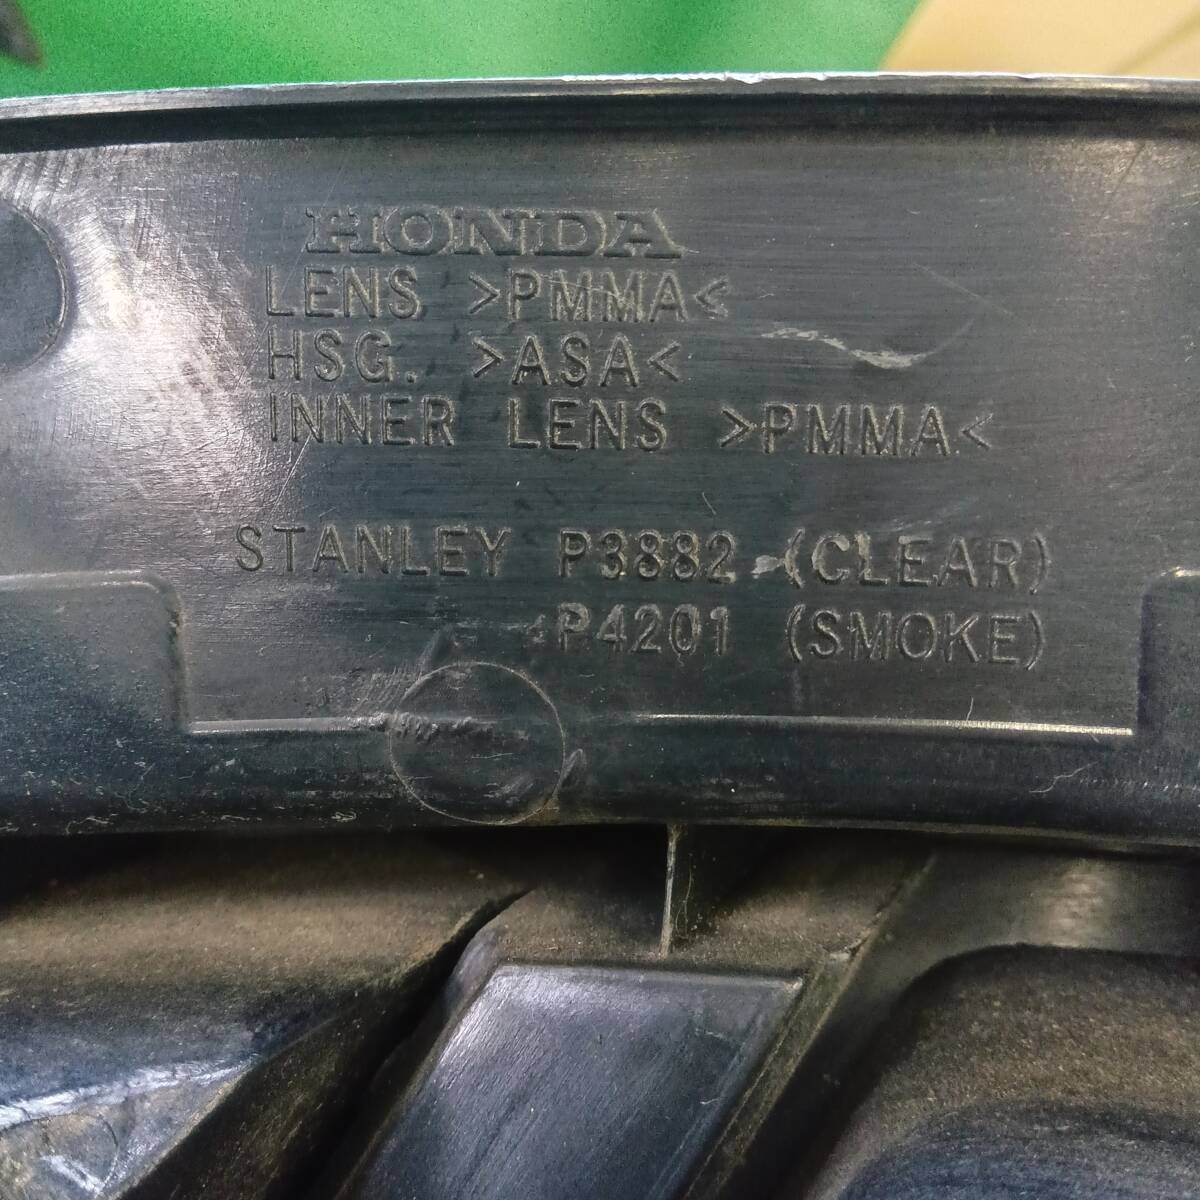 HONDA
LENS >PMMA<
HSG. >ASA<
INNER LENS >PMMA<
STANLEY P3882 (CLEAR)
P4201 (SMOKE)